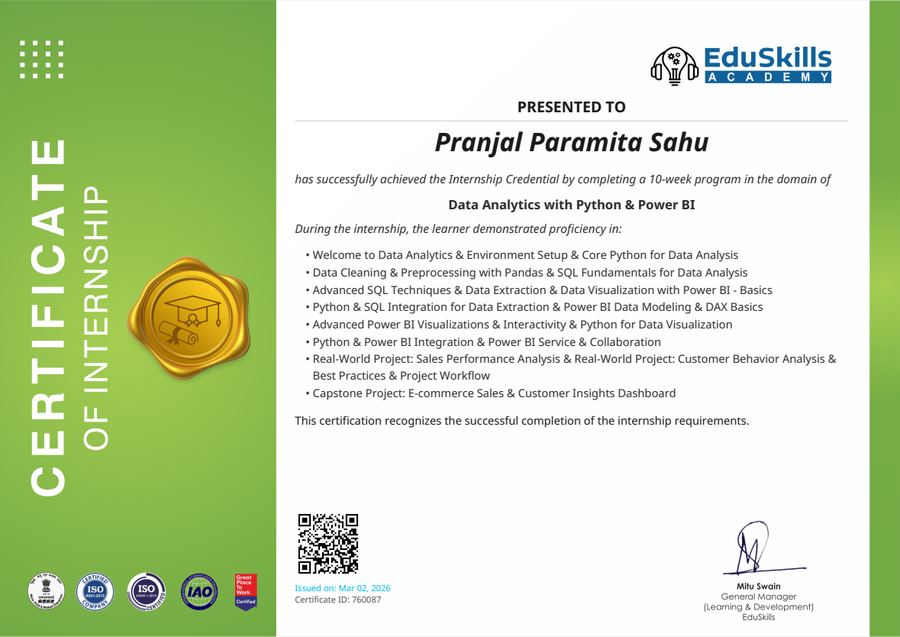 CERTIFICATE
OF INTERNSHIP
EduSkills
ACADEMY
PRESENTED TO
Pranjal Paramita Sahu
has successfully achieved the Internship Credential by completing a 10-week program in the domain of
Data Analytics with Python & Power BI
During the internship, the learner demonstrated proficiency in:
• Welcome to Data Analytics & Environment Setup & Core Python for Data Analysis
• Data Cleaning & Preprocessing with Pandas & SQL Fundamentals for Data Analysis
• Advanced SQL Techniques & Data Extraction & Data Visualization with Power BI - Basics
• Python & SQL Integration for Data Extraction & Power BI Data Modeling & DAX Basics
• Advanced Power BI Visualizations & Interactivity & Python for Data Visualization
• Python & Power BI Integration & Power BI Service & Collaboration
• Real-World Project: Sales Performance Analysis & Real-World Project: Customer Behavior Analysis &
Best Practices & Project Workflow
• Capstone Project: E-commerce Sales & Customer Insights Dashboard
This certification recognizes the successful completion of the internship requirements.
Issued on: Mar 02, 2026
Certificate ID: 760087
Mitu Swain
General Manager
(Learning & Development)
EduSkills
CERTIFIED
ISO
COMPANY
ISO
CERTIFIED
IAO
Great
Place
To
Work.
Certified